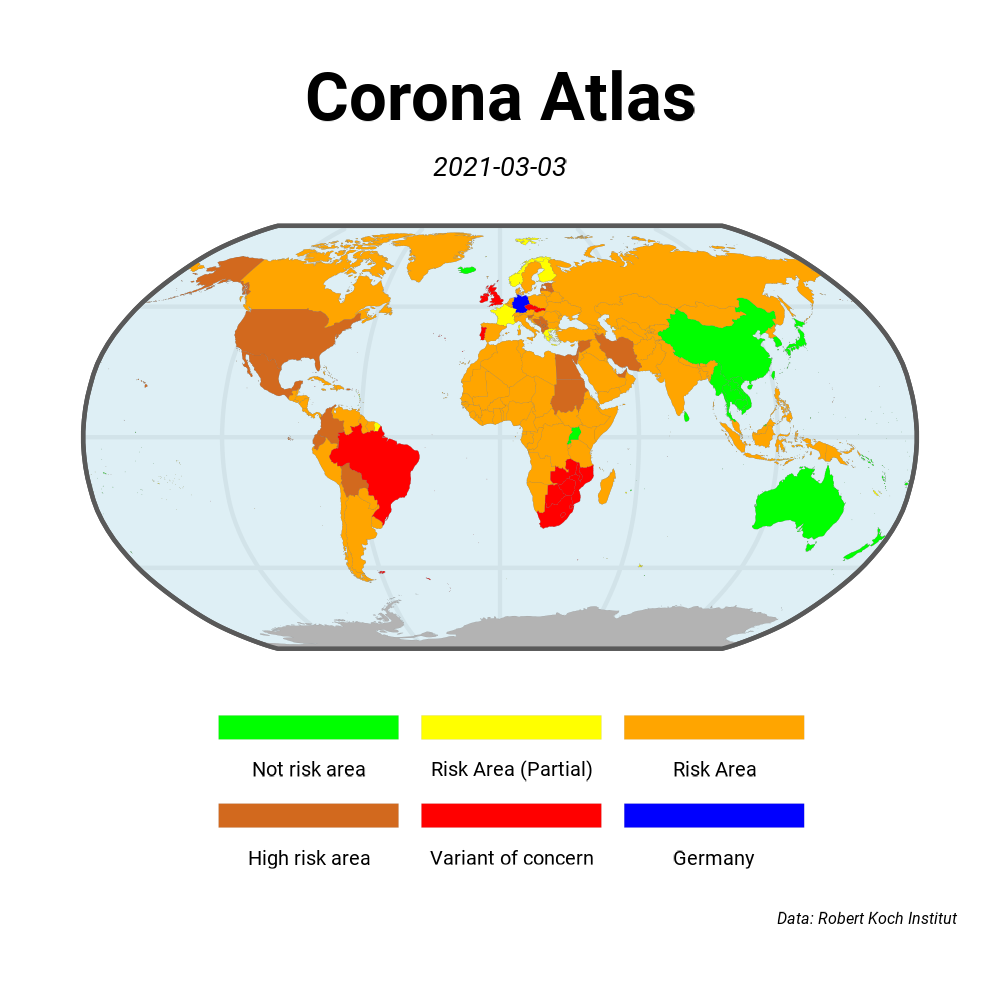 Corona Atlas
2021-03-03
Not risk area
Risk Area (Partial)
Risk Area
High risk area
Variant of concern
Germany
Data: Robert Koch Institut